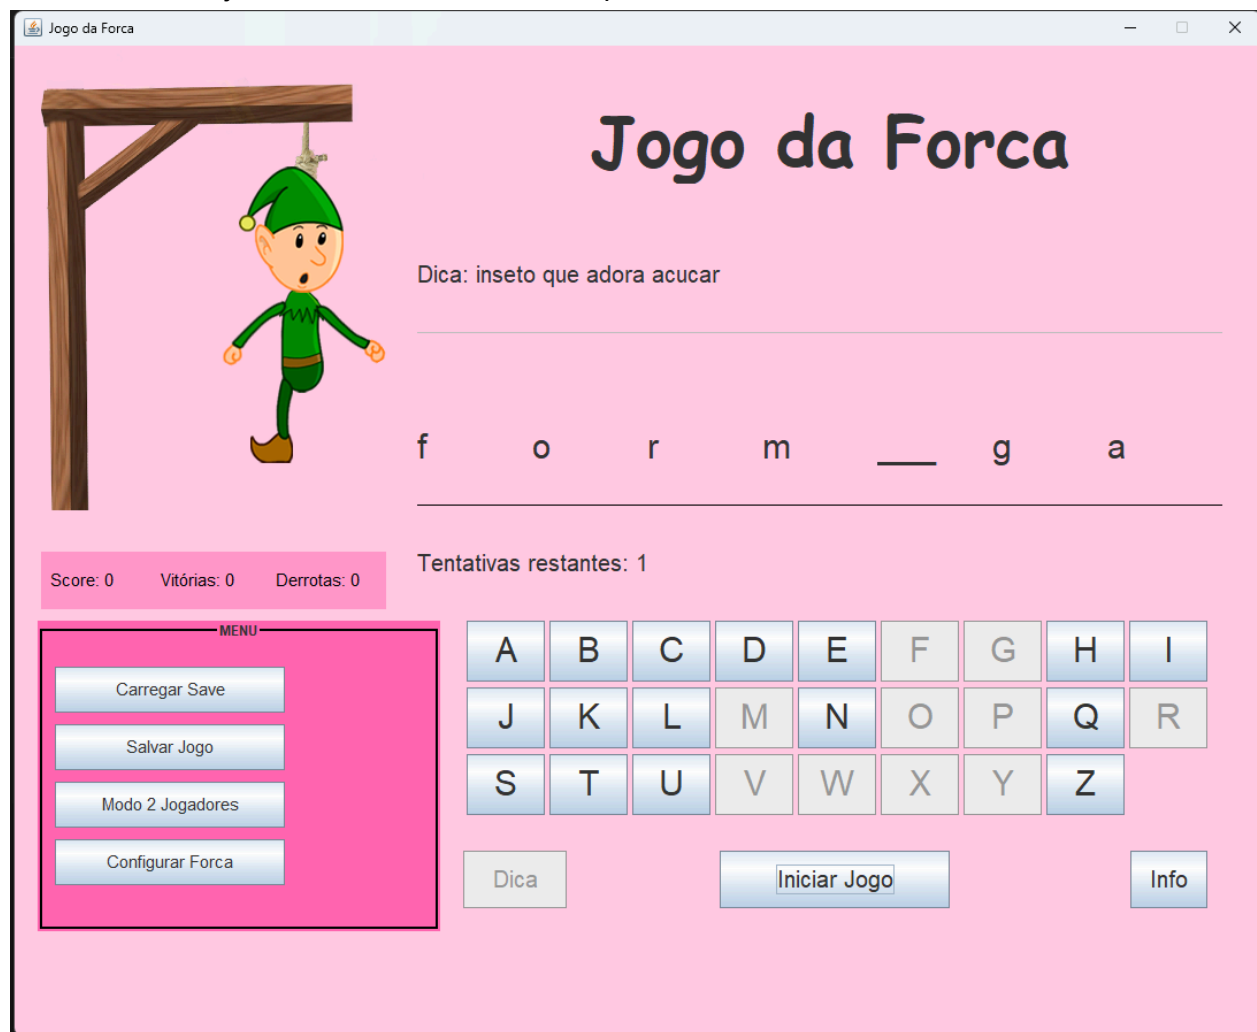 Jogo da Forca
Jogo da Forca
Dica: inseto que adora acucar
f o r m ___ g a
Tentativas restantes: 1
Score: 0 Vitórias: 0 Derrotas: 0
MENU
Carregar Save
Salvar Jogo
Modo 2 Jogadores
Configurar Forca
A B C D E F G H I
J K L M N O P Q R
S T U V W X Y Z
Dica Iniciar Jogo Info